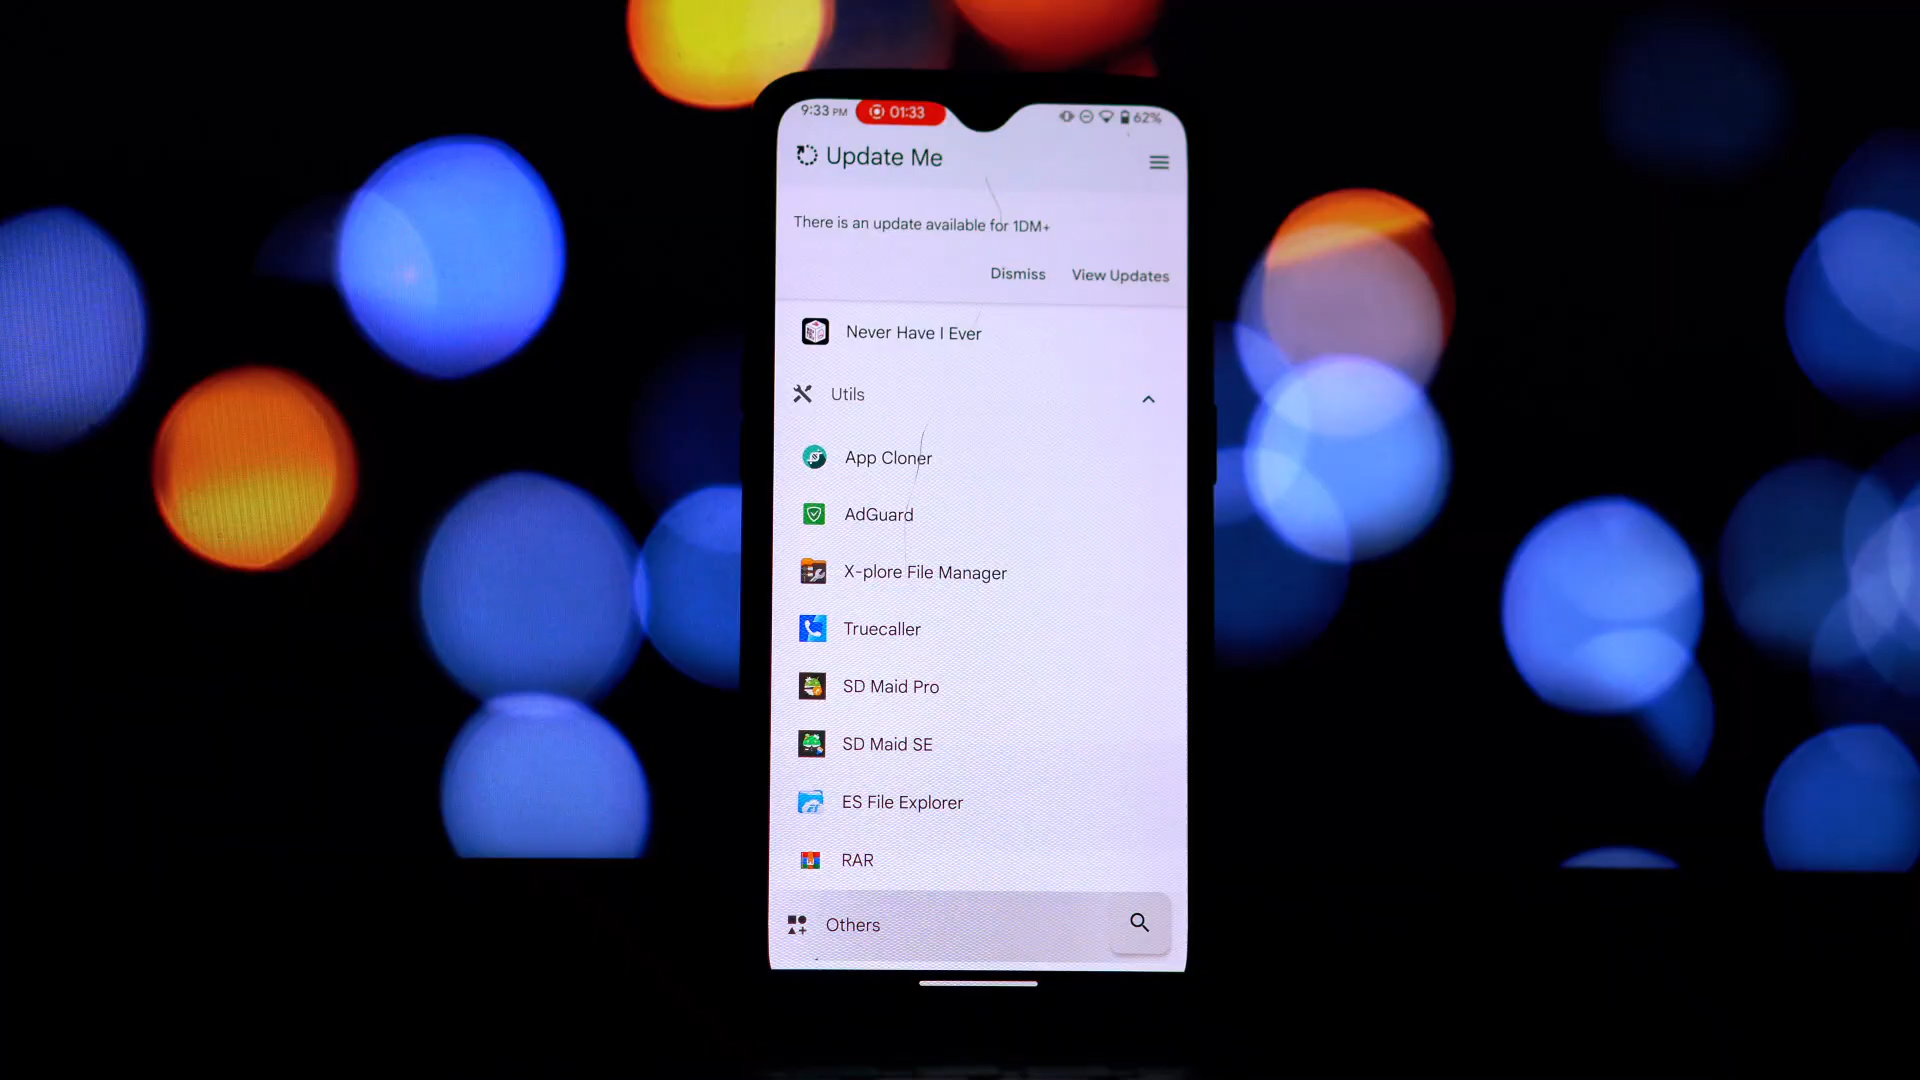 9:33 PM 01:33 62%
Update Me
There is an update available for 1DM+
Dismiss View Updates
Never Have I Ever
Utils
App Cloner
AdGuard
X-plore File Manager
Truecaller
SD Maid Pro
SD Maid SE
ES File Explorer
RAR
Others